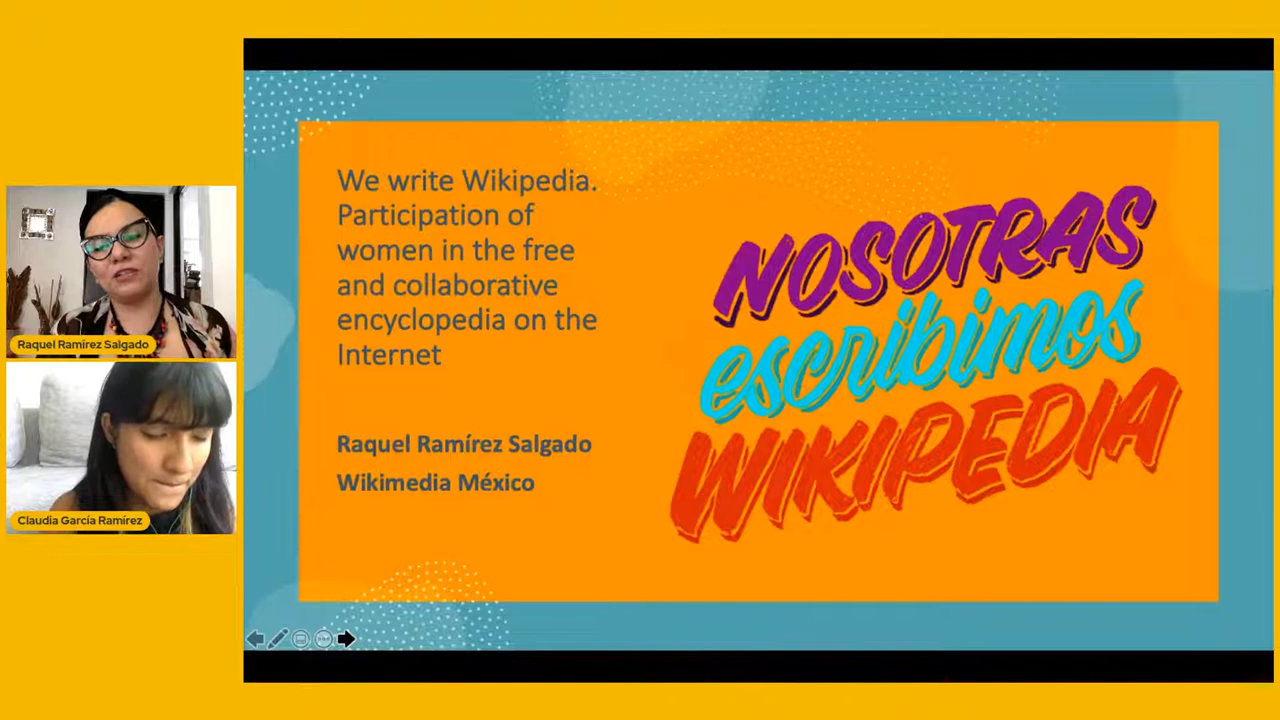 We write Wikipedia.
Participation of
women in the free
and collaborative
encyclopedia on the
Internet
Raquel Ramírez Salgado
Wikimedia México
NOSOTRAS
escribimos
WIKIPEDIA
Raquel Ramírez Salgado
Claudia García Ramírez